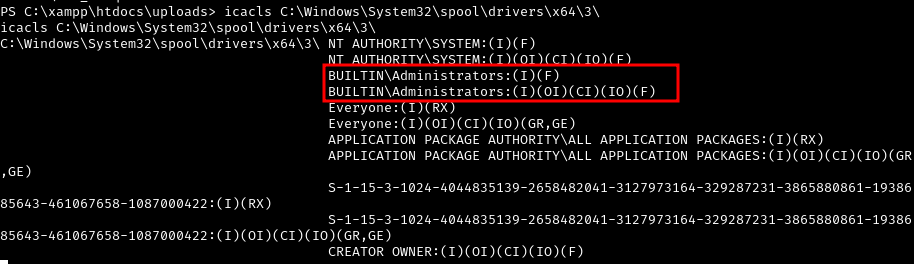 PS C:\xampp\htdocs\uploads> icacls C:\Windows\System32\spool\drivers\x64\3\
icacls C:\Windows\System32\spool\drivers\x64\3\
C:\Windows\System32\spool\drivers\x64\3\ NT AUTHORITY\SYSTEM:(I)(F)
NT AUTHORITY\SYSTEM:(I)(OI)(CI)(IO)(F)
BUILTIN\Administrators:(I)(F)
BUILTIN\Administrators:(I)(OI)(CI)(IO)(F)
Everyone:(I)(RX)
Everyone:(I)(OI)(CI)(IO)(GR,GE)
APPLICATION PACKAGE AUTHORITY\ALL APPLICATION PACKAGES:(I)(RX)
APPLICATION PACKAGE AUTHORITY\ALL APPLICATION PACKAGES:(I)(OI)(CI)(IO)(GR
,GE)
S-1-15-3-1024-4044835139-2658482041-3127973164-329287231-3865880861-19386
85643-461067658-1087000422:(I)(RX)
S-1-15-3-1024-4044835139-2658482041-3127973164-329287231-3865880861-19386
85643-461067658-1087000422:(I)(OI)(CI)(IO)(GR,GE)
CREATOR OWNER:(I)(OI)(CI)(IO)(F)